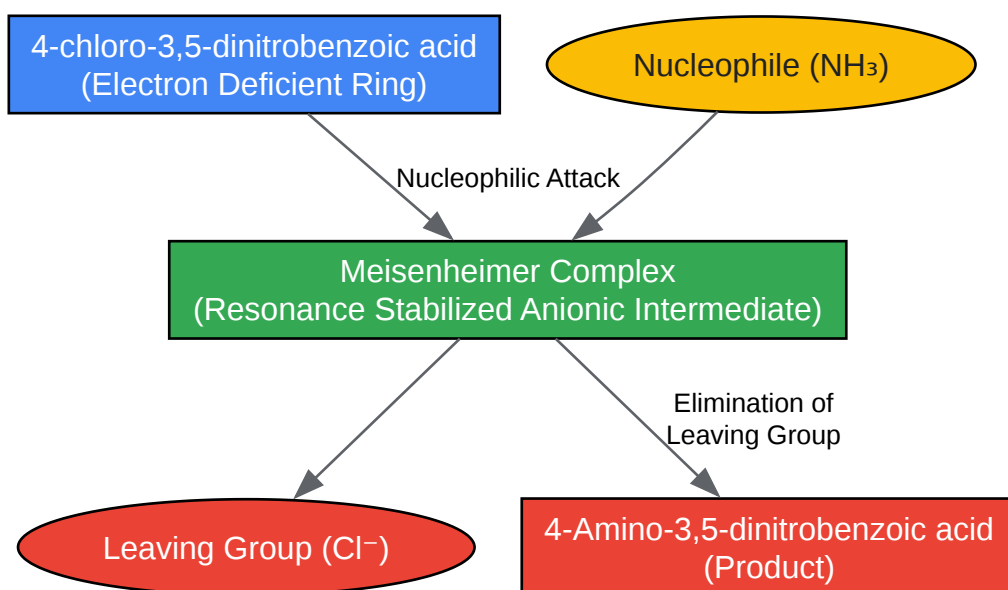 4-chloro-3,5-dinitrobenzoic acid
(Electron Deficient Ring)
Nucleophile (NH₃)
Nucleophilic Attack
Meisenheimer Complex
(Resonance Stabilized Anionic Intermediate)
Elimination of
Leaving Group
Leaving Group (Cl⁻)
4-Amino-3,5-dinitrobenzoic acid
(Product)